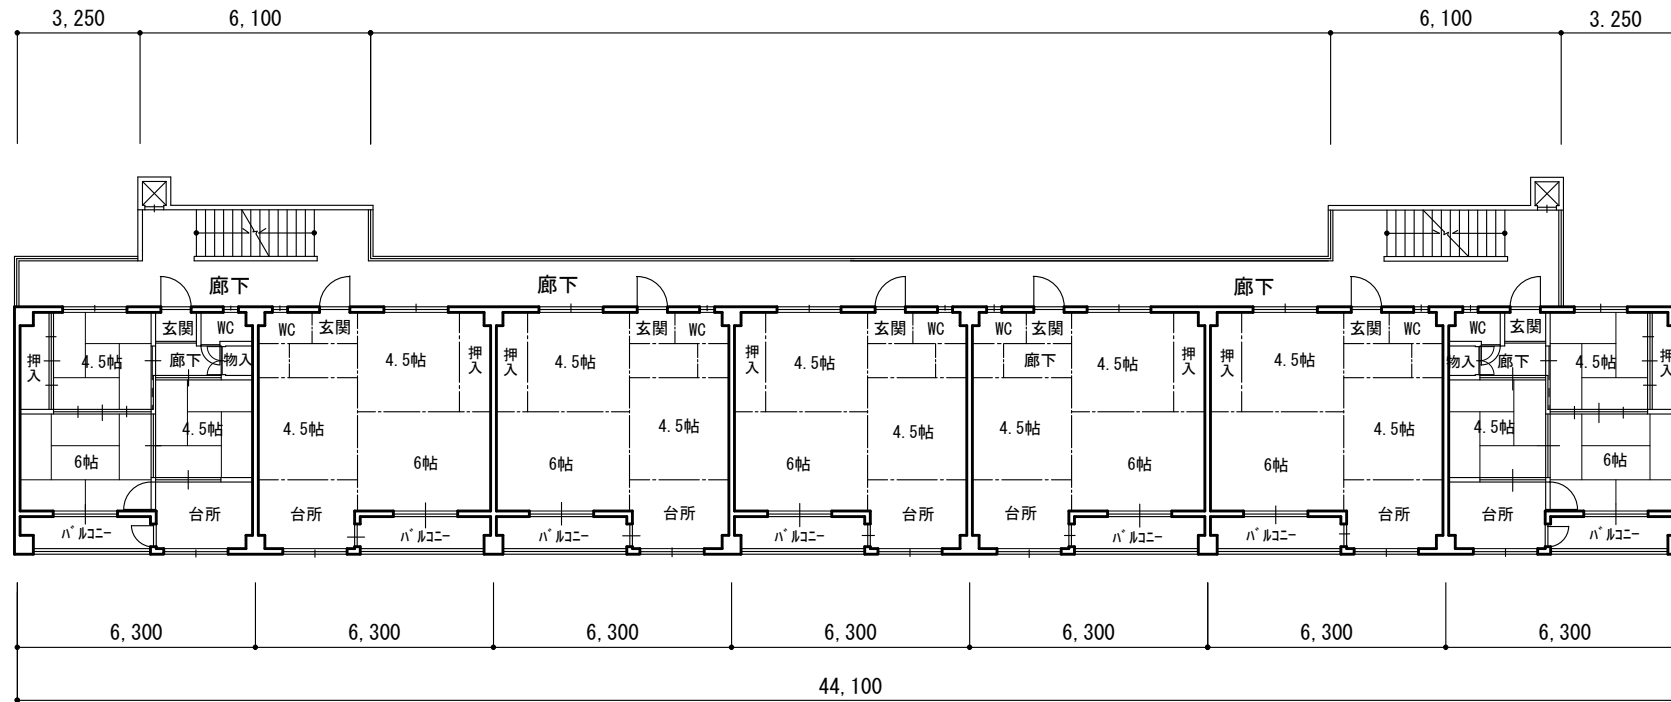 3,250
6,100
6,100
3.250
廊下
廊下
廊下
玄関
WC
WC
玄関
玄関
WC
玄関
WC
WC
玄関
玄関
WC
WC
玄関
押入
4.5帖
廊下
物入
4.5帖
押入
押入
4.5帖
押入
4.5帖
廊下
4.5帖
押入
押入
4.5帖
物入
廊下
4.5帖
押入
4.5帖
4.5帖
4.5帖
4.5帖
4.5帖
4.5帖
4.5帖
6帖
6帖
6帖
6帖
6帖
6帖
6帖
台所
台所
台所
台所
台所
台所
台所
バルコニー
バルコニー
バルコニー
バルコニー
バルコニー
バルコニー
バルコニー
6,300
6,300
6,300
6,300
6,300
6,300
6,300
44,100